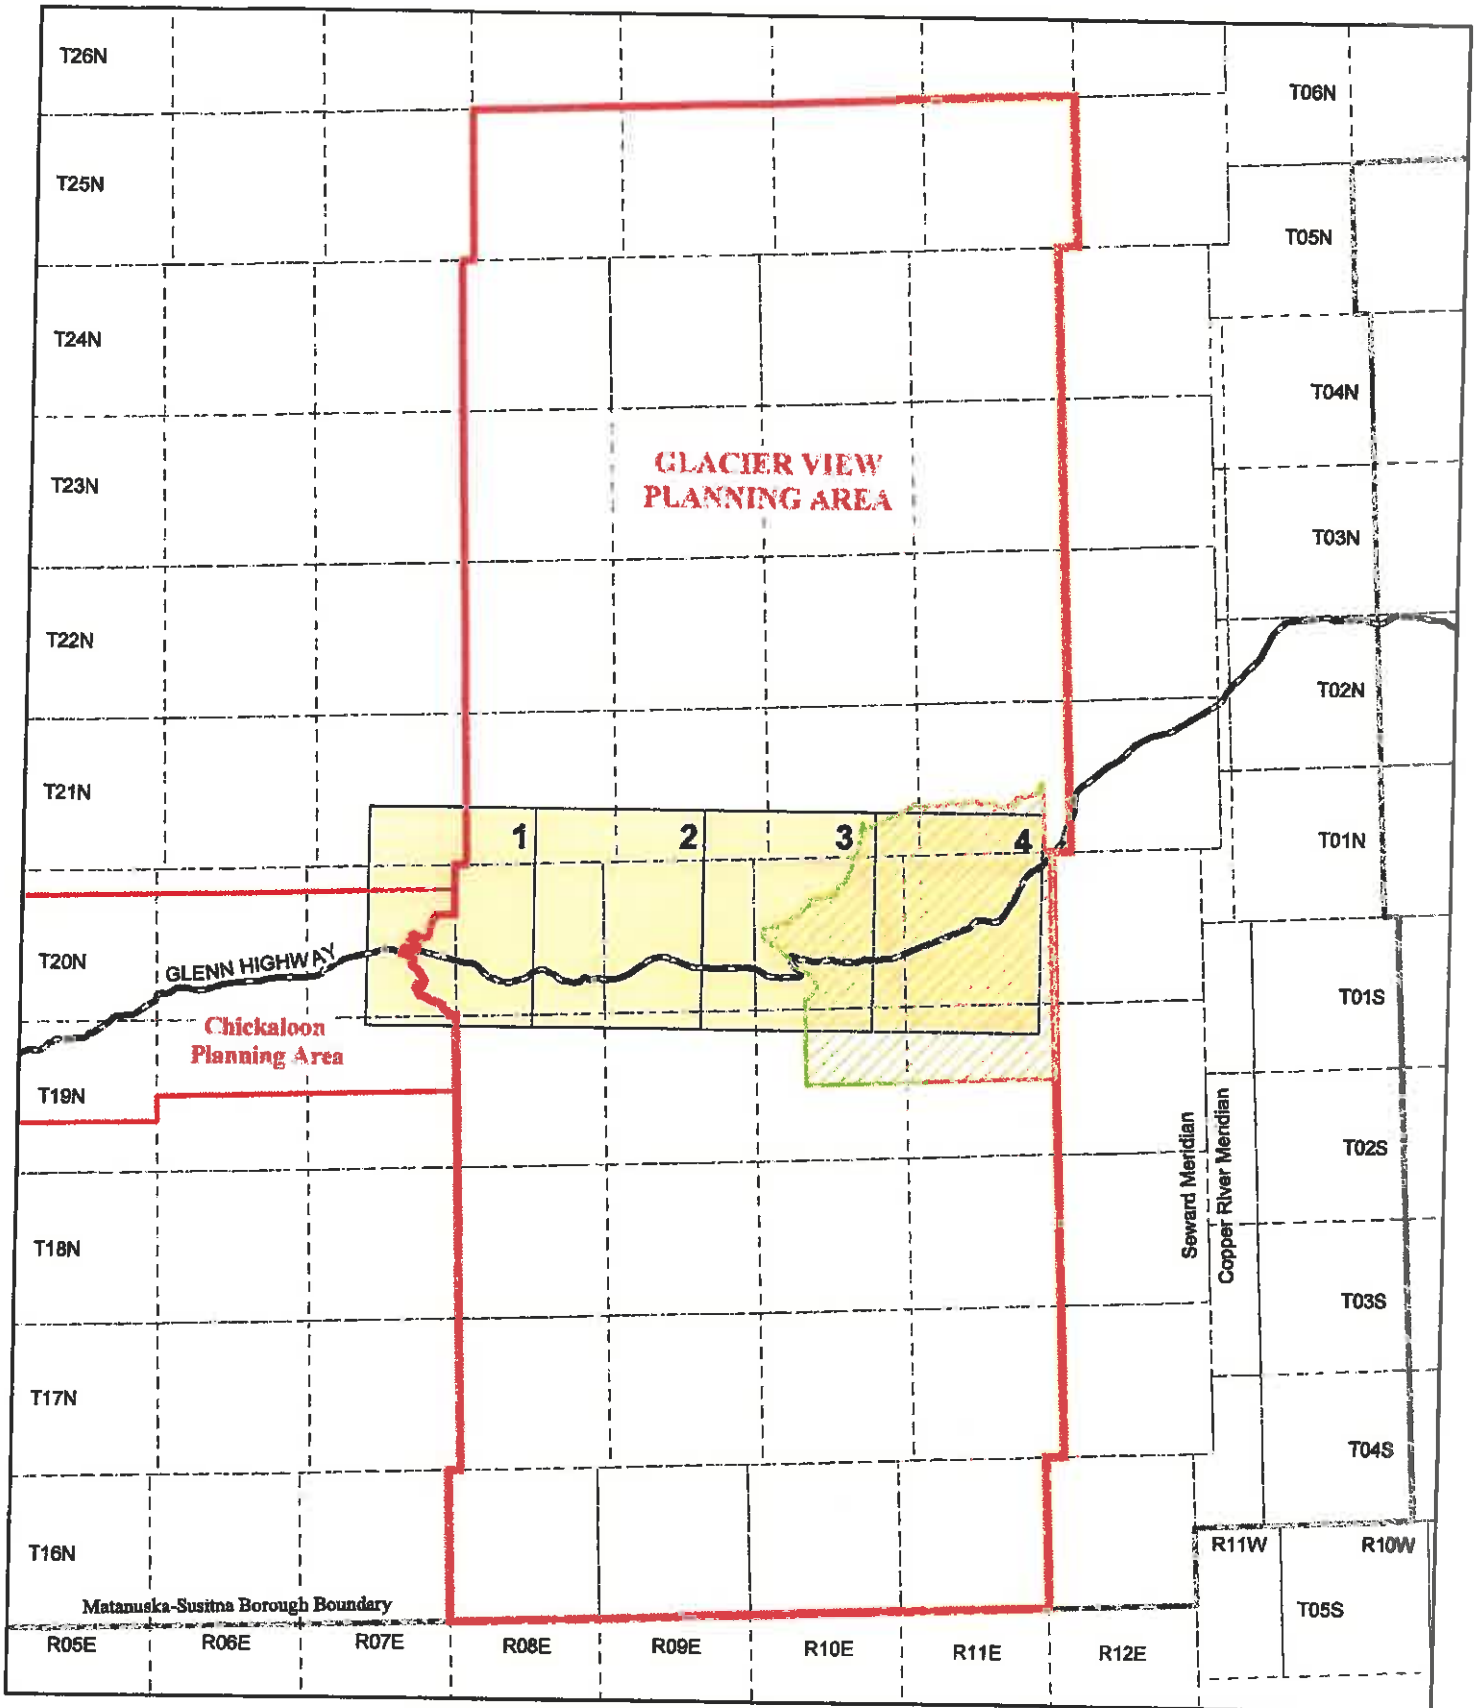 T26N
T06N
T25N
T05N
T24N
T04N
GLACIER VIEW
PLANNING AREA
T23N
T03N
T22N
T02N
T21N
T01N
1
2
3
4
T20N
GLENN HIGHWAY
T01S
Chickaloon
Planning Area
T19N
Seward Meridian
Copper River Meridian
T02S
T18N
T03S
T17N
T04S
T16N
R11W
R10W
Matanuska-Susitna Borough Boundary
T05S
R05E
R06E
R07E
R08E
R09E
R10E
R11E
R12E